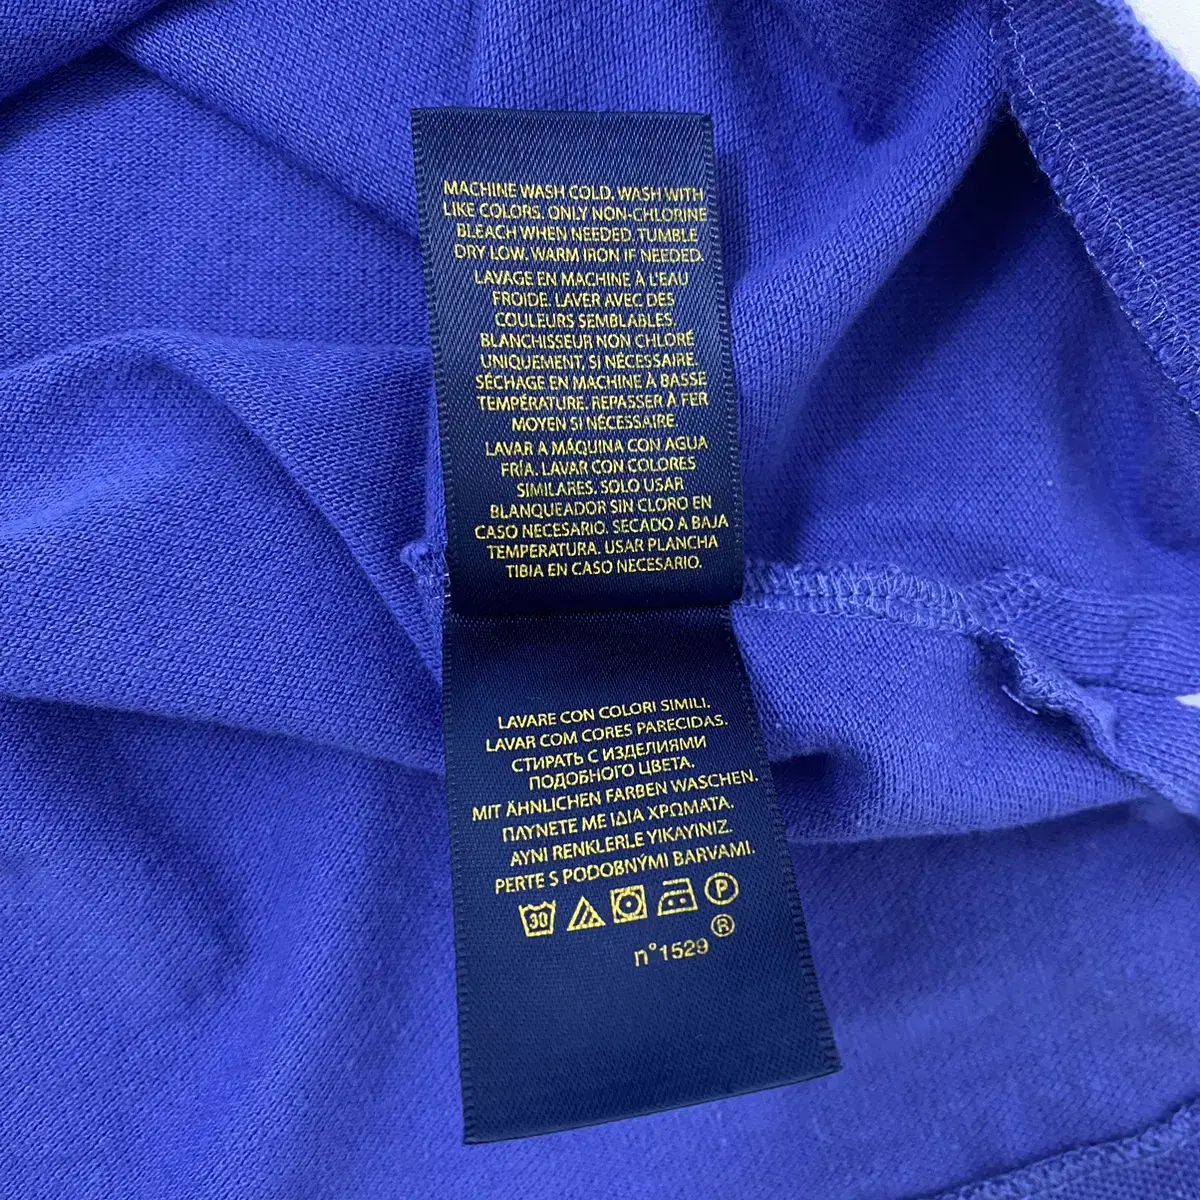 MACHINE WASH COLD. WASH WITH
LIKE COLORS. ONLY NON-CHLORINE
BLEACH WHEN NEEDED. TUMBLE
DRY LOW. WARM IRON IF NEEDED.
LAVAGE EN MACHINE À L'EAU
FROIDE. LAVER AVEC DES
COULEURS SEMBLABLES.
BLANCHISSEUR NON CHLORÉ
UNIQUEMENT, SI NÉCESSAIRE.
SÉCHAGE EN MACHINE À BASSE
TEMPÉRATURE. REPASSER À FER
MOYEN SI NÉCESSAIRE.
LAVAR A MÁQUINA CON AGUA
FRÍA. LAVAR CON COLORES
SIMILARES. SOLO USAR
BLANQUEADOR SIN CLORO EN
CASO NECESARIO. SECADO A BAJA
TEMPERATURA. USAR PLANCHA
TIBIA EN CASO NECESARIO.
LAVARE CON COLORI SIMILI.
LAVAR COM CORES PARECIDAS.
СТИРАТЬ С ИЗДЕЛИЯМИ
ПОДОБНОГО ЦВЕТА.
MIT ÄHNLICHEN FARBEN WASCHEN.
ΠΛΥΝΕΤΕ ΜΕ ΙΔΙΑ ΧΡΩΜΑΤΑ.
AYNI RENKLERLE YIKAYINIZ.
PERTE S PODOBNÝMI BARVAMI.
30 P
n°1529 ®